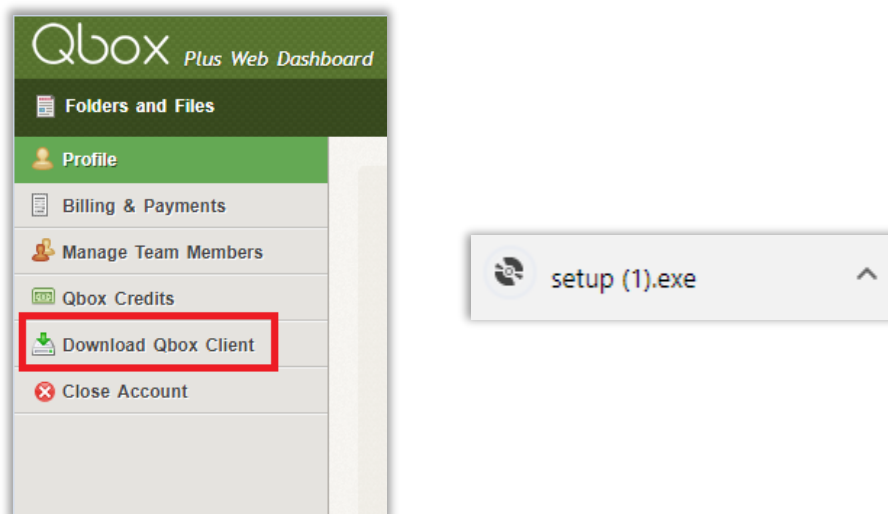 Qbox Plus Web Dashboard
Folders and Files
Profile
Billing & Payments
Manage Team Members
Qbox Credits
Download Qbox Client
Close Account
setup (1).exe